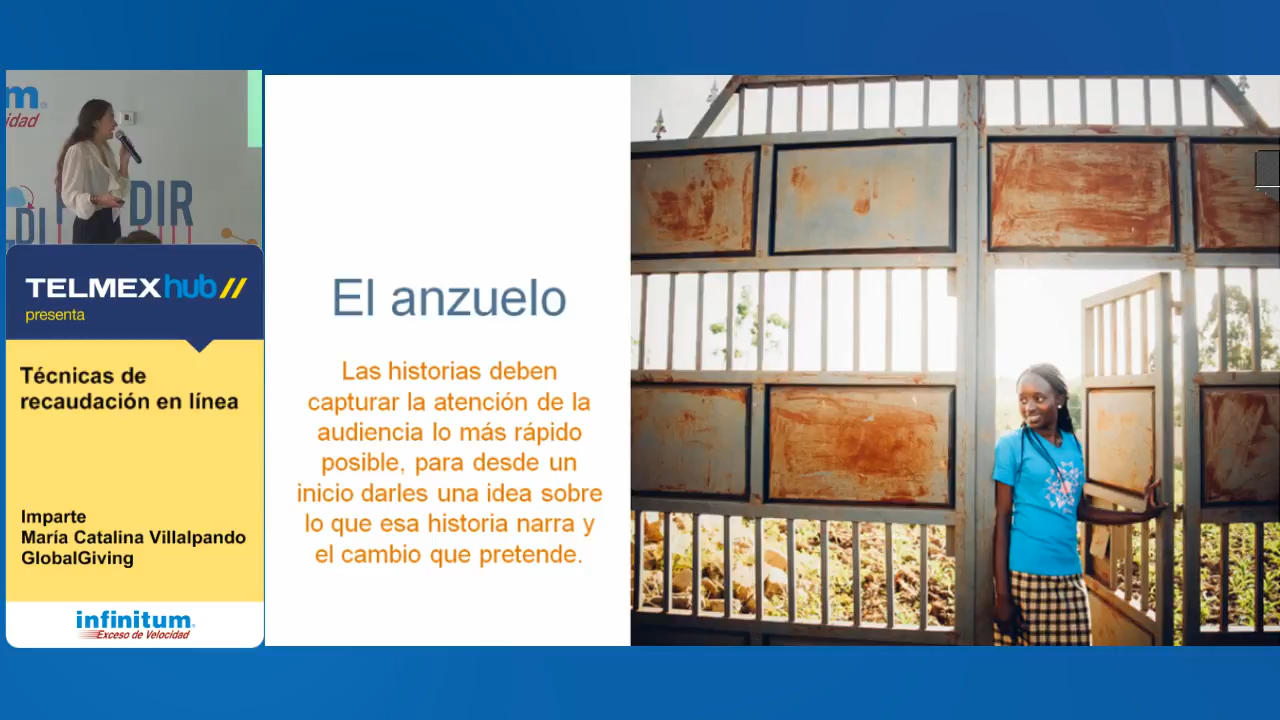 m
idad
DIR
TELMEX hub //
presenta
Técnicas de
recaudación en línea
Imparte
María Catalina Villalpando
GlobalGiving
infinitum
Exceso de Velocidad
El anzuelo
Las historias deben
capturar la atención de la
audiencia lo más rápido
posible, para desde un
inicio darles una idea sobre
lo que esa historia narra y
el cambio que pretende.